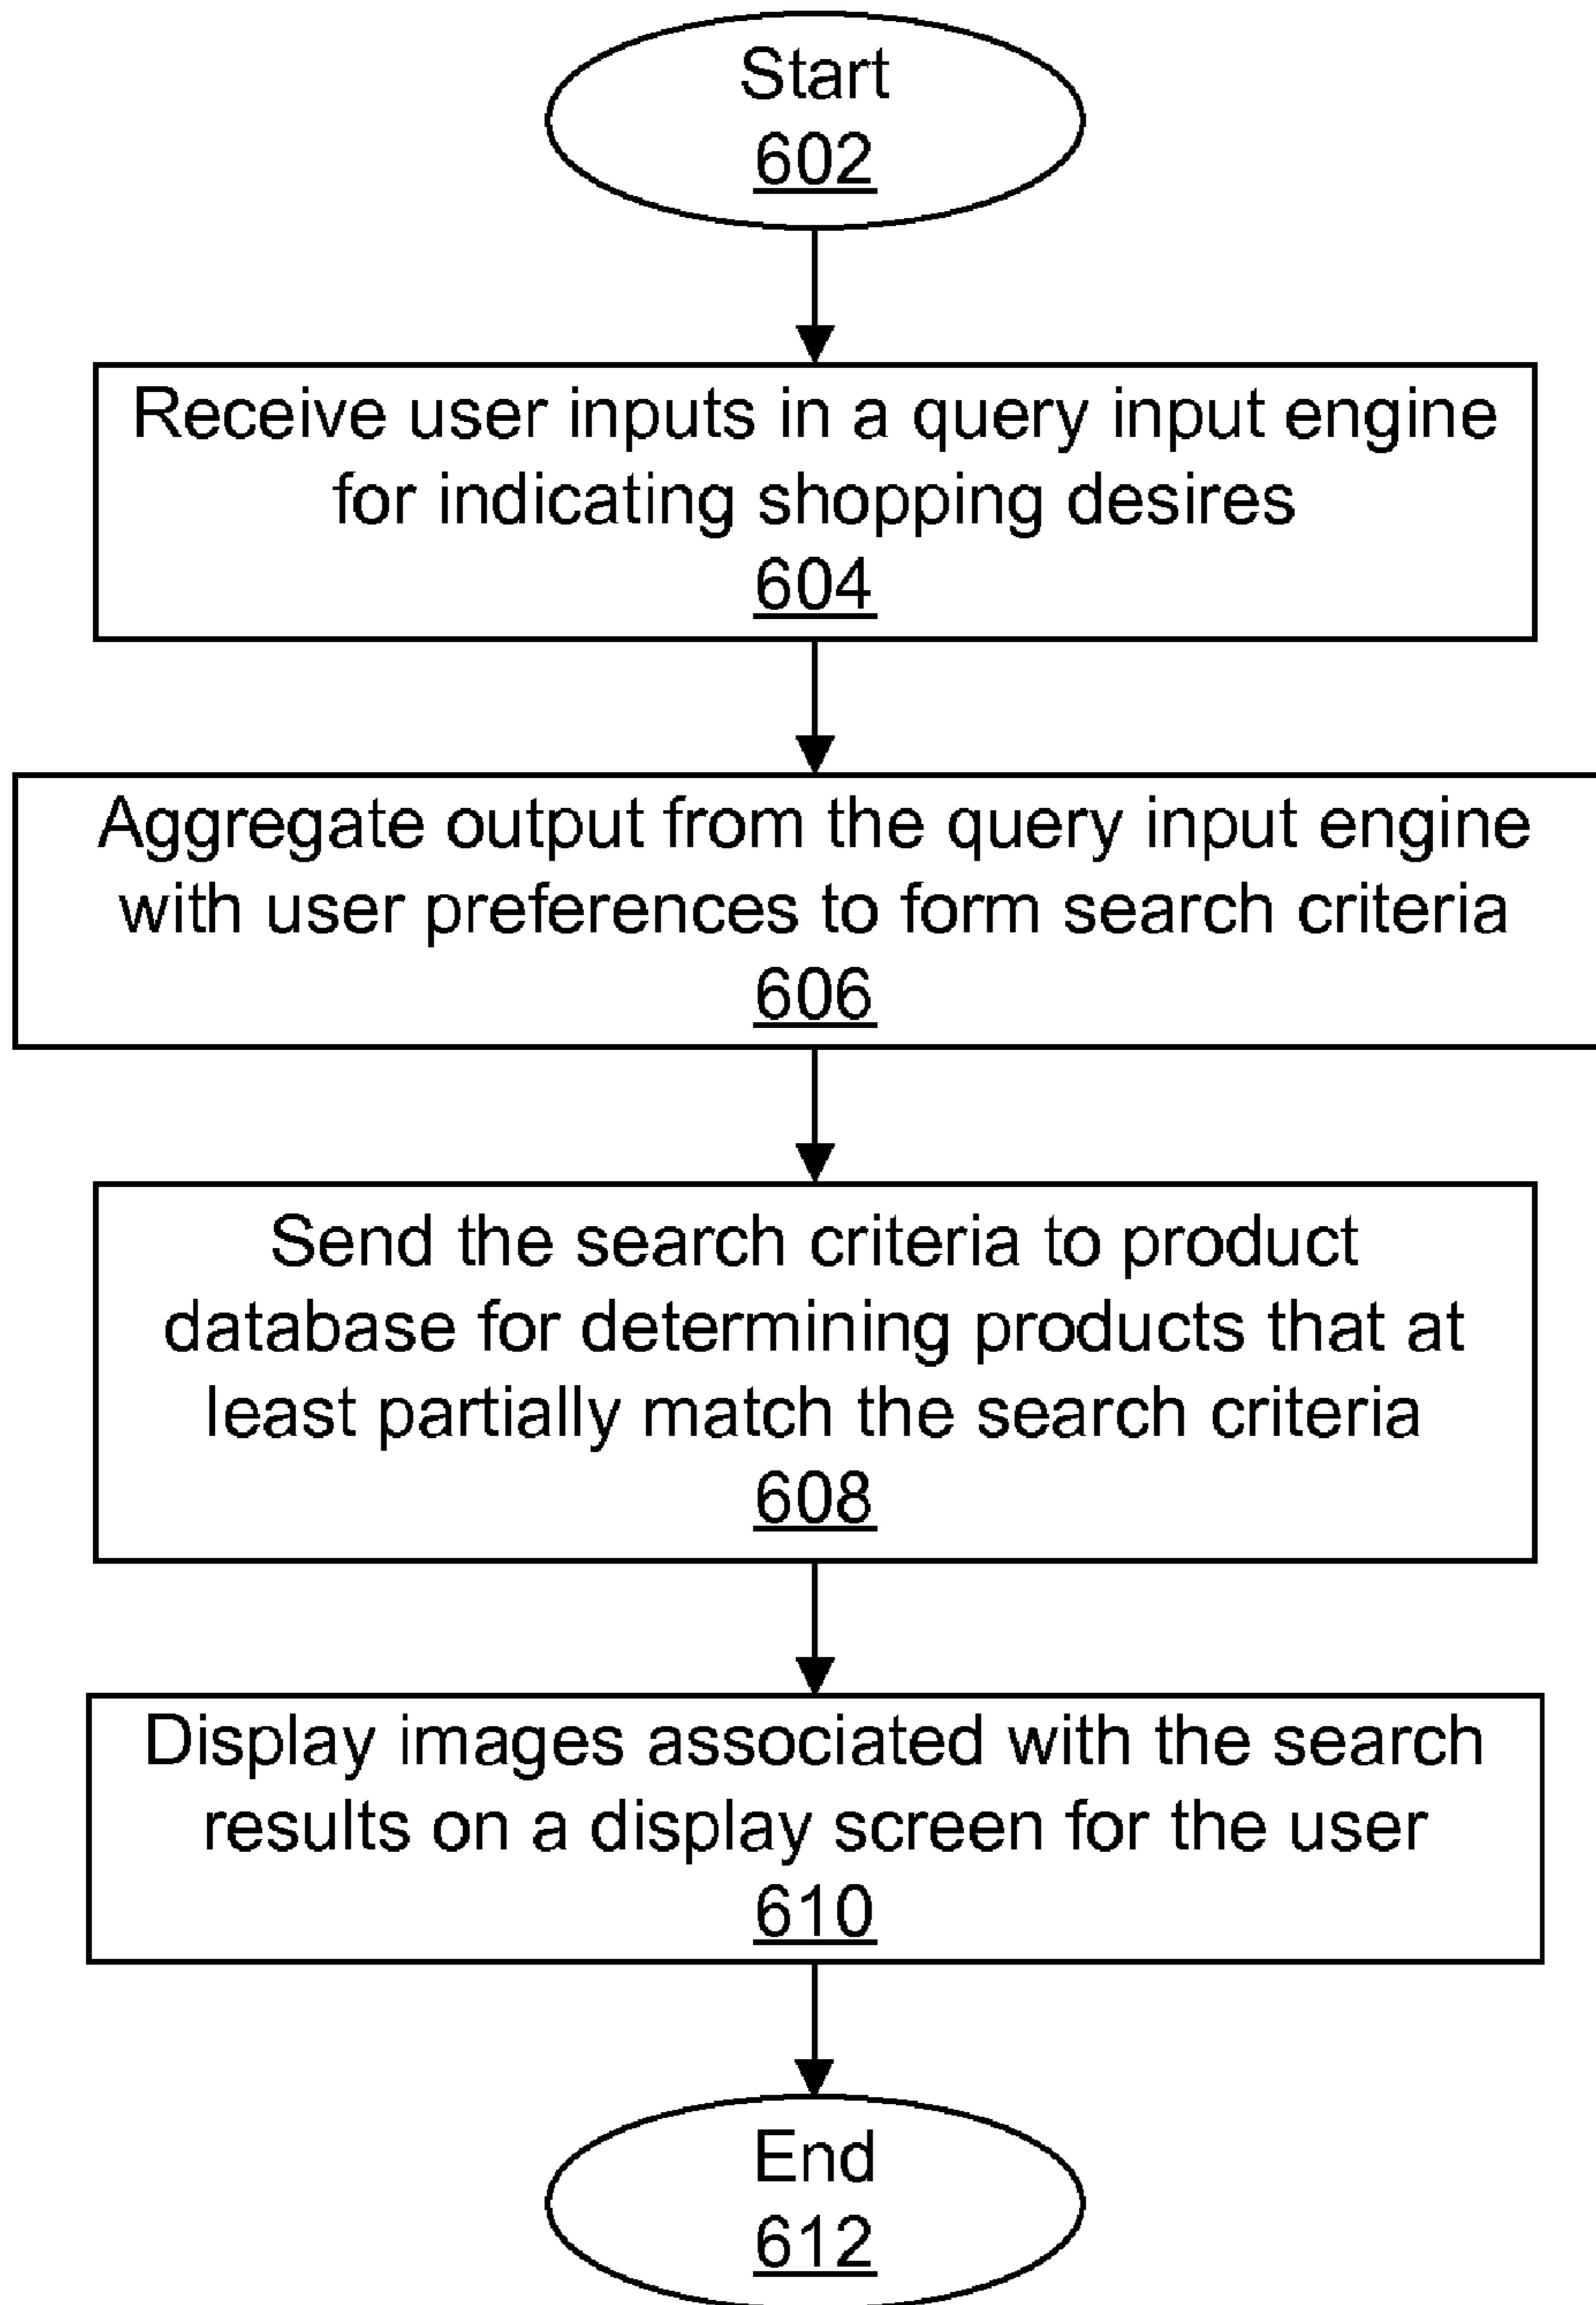 Start
602
Receive user inputs in a query input engine
for indicating shopping desires
604
Aggregate output from the query input engine
with user preferences to form search criteria
606
Send the search criteria to product
database for determining products that at
least partially match the search criteria
608
Display images associated with the search
results on a display screen for the user
610
End
612